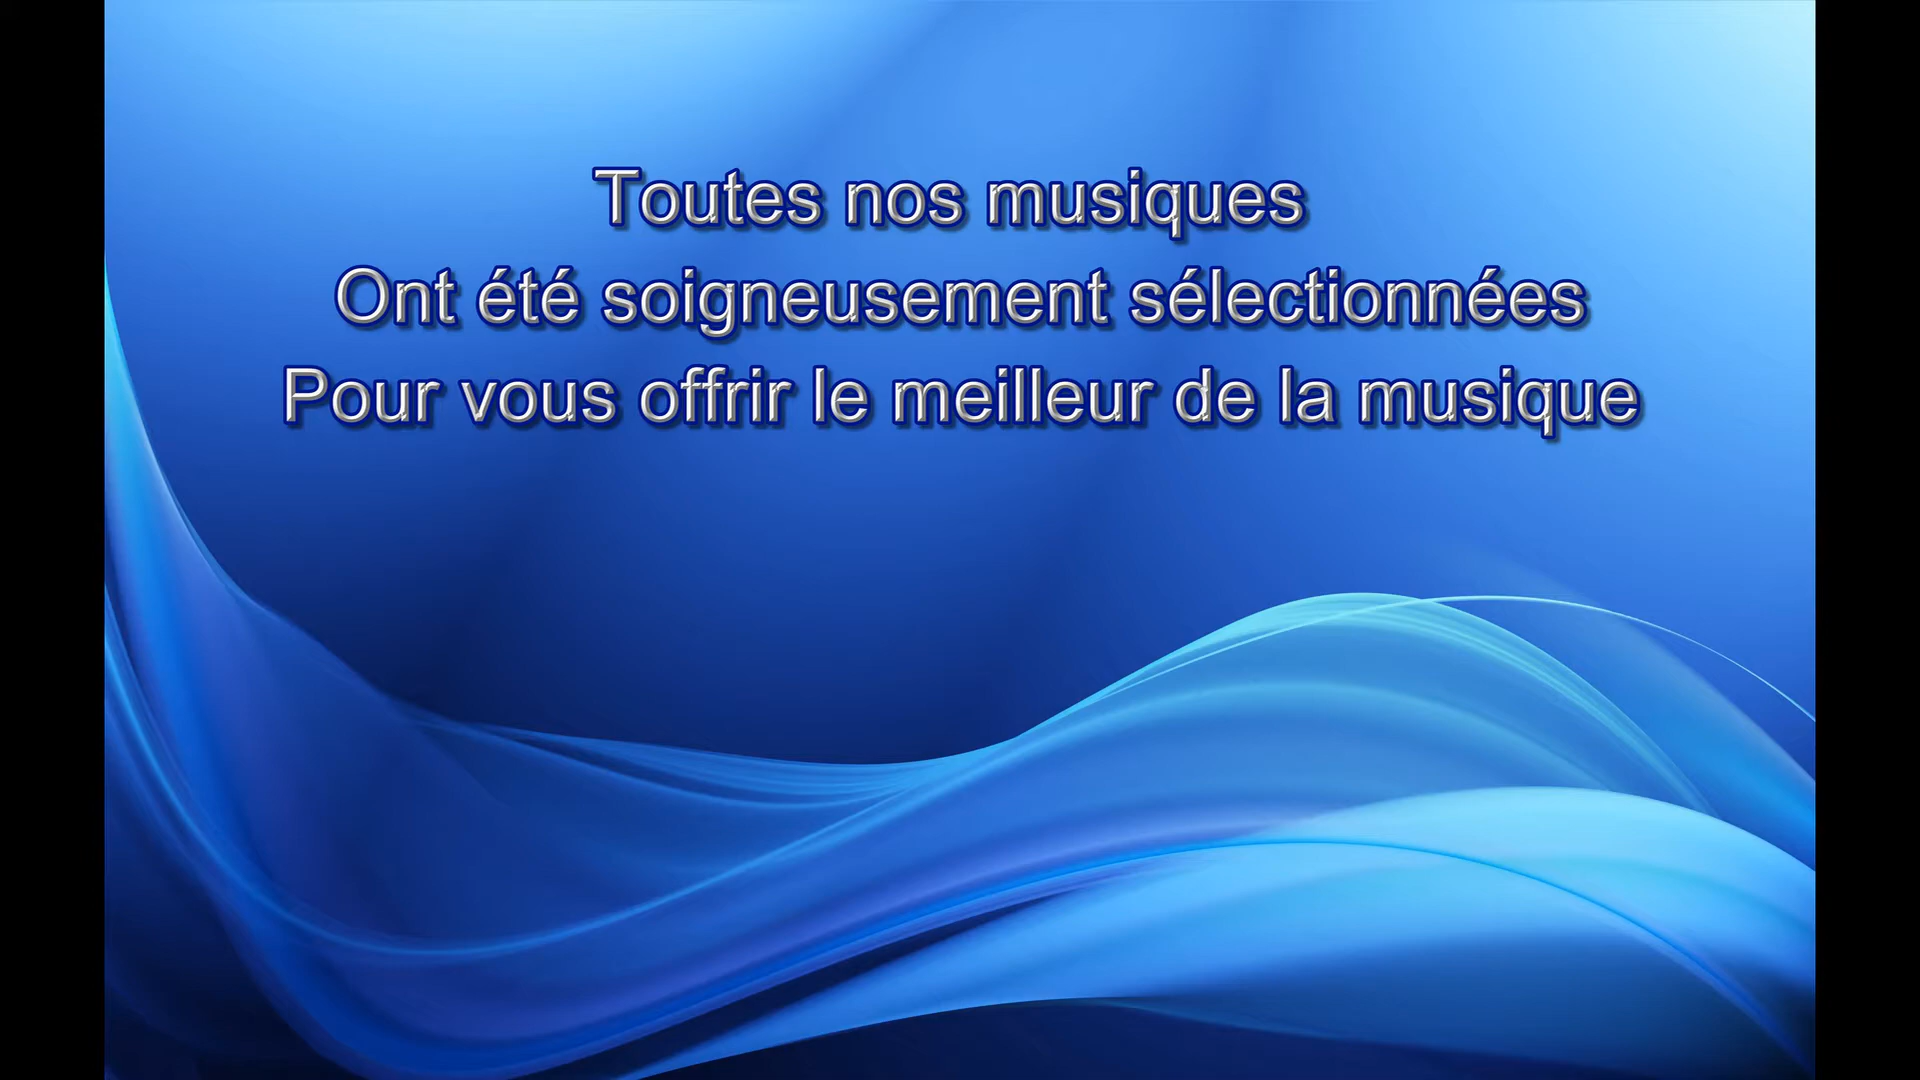 Toutes nos musiques
Ont été soigneusement sélectionnées
Pour vous offrir le meilleur de la musique